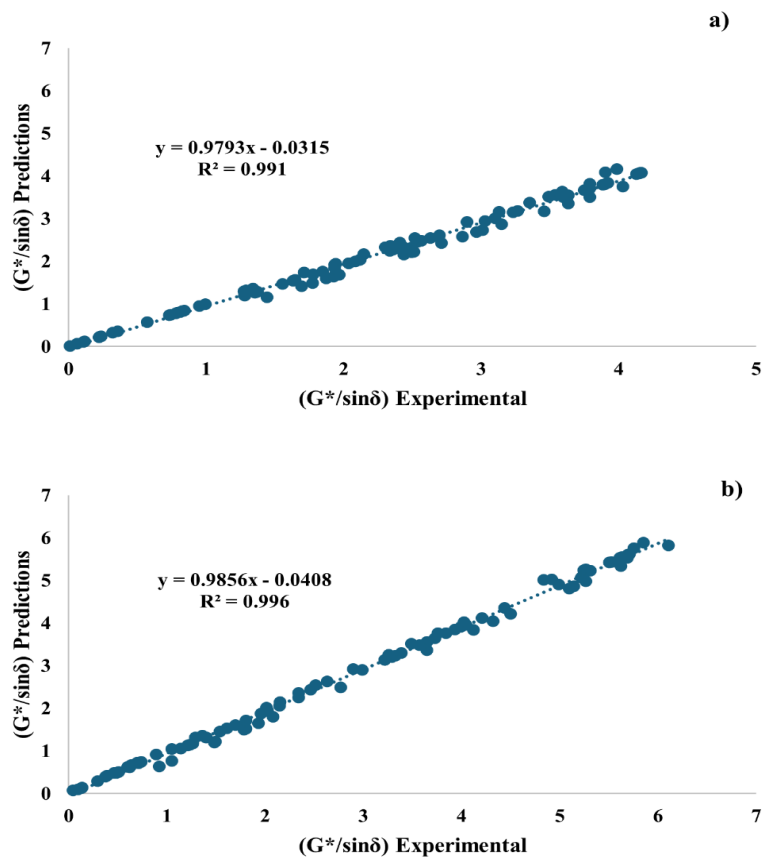 a)
7
6
5
4
3
2
1
0
y = 0.9793x - 0.0315
R² = 0.991
(G*/sinδ) Predictions
0 1 2 3 4 5
(G*/sinδ) Experimental
b)
7
6
5
4
3
2
1
0
y = 0.9856x - 0.0408
R² = 0.996
(G*/sinδ) Predictions
0 1 2 3 4 5 6 7
(G*/sinδ) Experimental